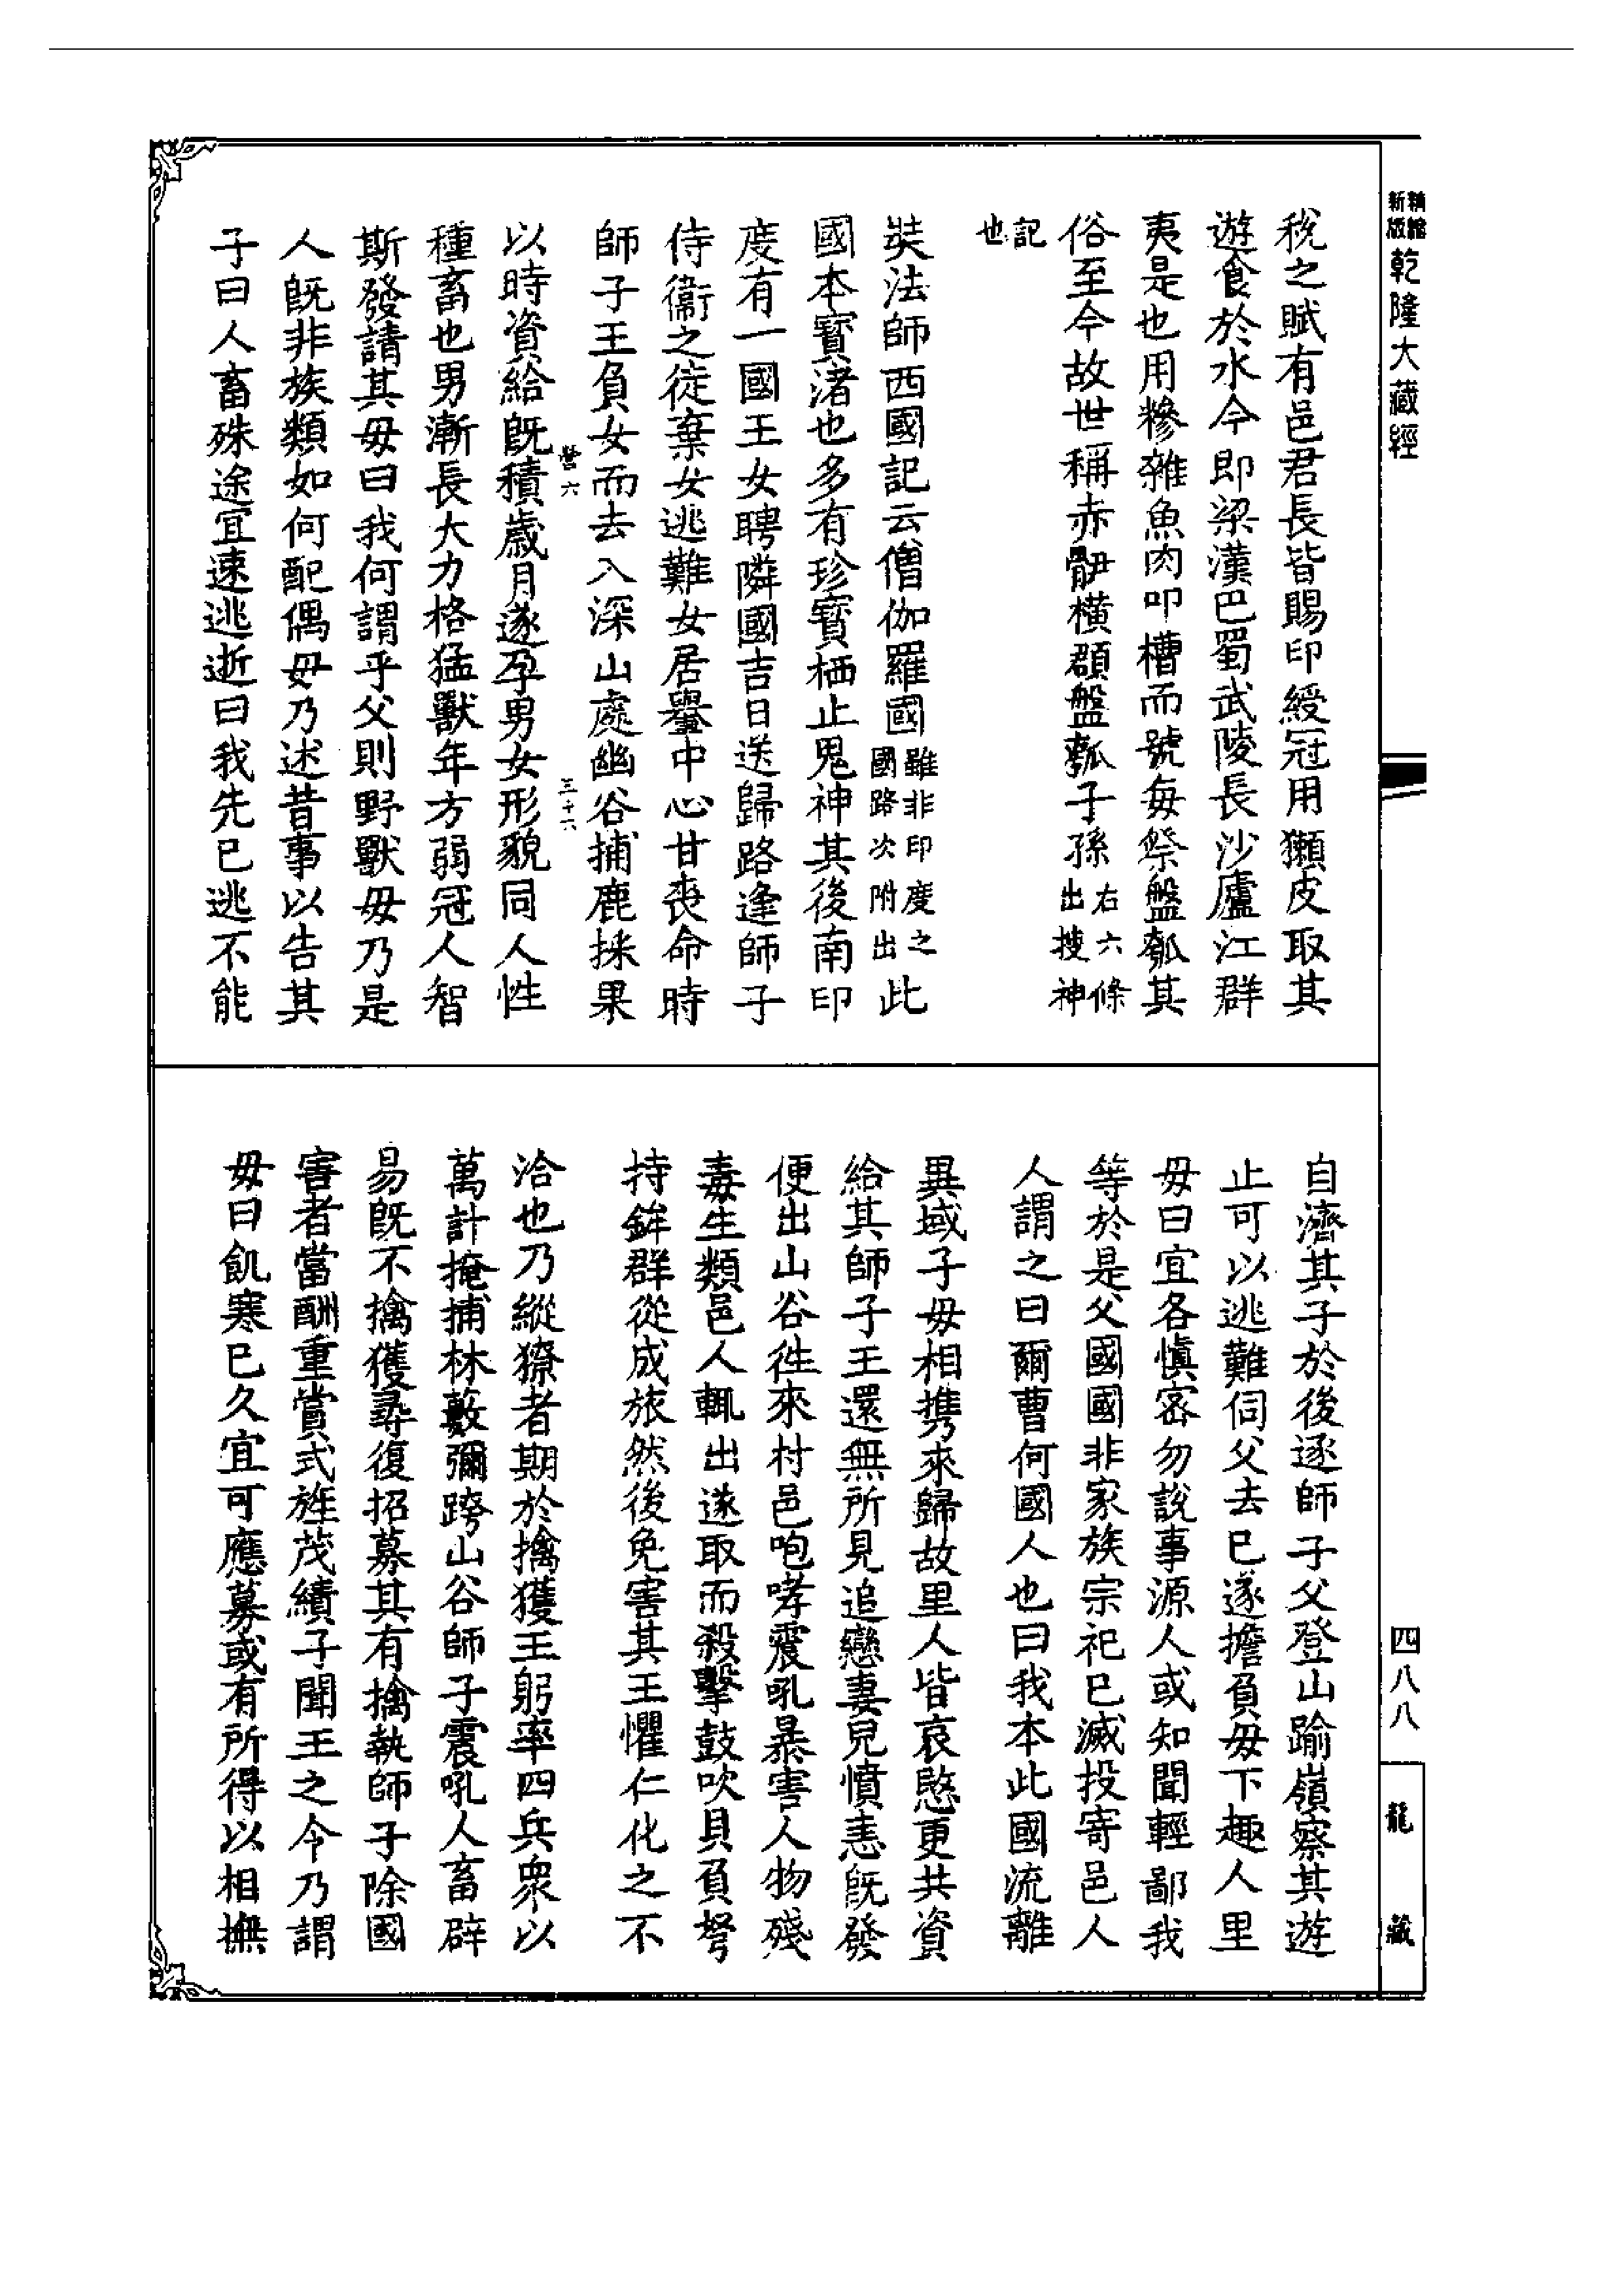 精縮新版乾隆大藏經
四八八
龍藏
稅之賦有邑君長皆賜印綬冠用獺皮取其
遊食於水今即梁漢巴蜀武陵長沙廬江群
夷是也用糝雜魚肉叩槽而號每祭盤瓠其
俗至今故世稱赤髀橫裙盤瓠子孫右六條出搜神
記也
奘法師西國記云僧伽羅國雖非印度之國路次附出此
國本寶渚也多有珍寶栖止鬼神其後南印
度有一國王女聘隣國吉日送歸路逢師子
侍衞之徒棄女逃難女居轝中心甘喪命時
師子王負女而去入深山處幽谷捕鹿採果
營六 三十六
以時資給旣積歲月遂孕男女形貌同人性
種畜也男漸長大力格猛獸年方弱冠人智
斯發請其毋曰我何謂乎父則野獸毋乃是
人旣非族類如何配偶毋乃述昔事以告其
子曰人畜殊途宜速逃逝曰我先已逃不能
自濟其子於後逐師子父登山踰嶺察其遊
止可以逃難伺父去已遂擔負毋下趣人里
毋曰宜各慎密勿說事源人或知聞輕鄙我
等於是父國國非家族宗祀已滅投寄邑人
人謂之曰爾曹何國人也曰我本此國流離
異域子毋相携來歸故里人皆哀愍更共資
給其師子王還無所見追戀妻兒憤恚旣發
便出山谷徃來村邑咆哮震吼暴害人物殘
毒生類邑人輒出遂取而殺擊鼓吹貝負弩
持鉾群從成旅然後免害其王懼仁化之不
洽也乃縱獠者期於擒獲王躬率四兵衆以
萬計掩捕林藪彌跨山谷師子震吼人畜辟
易旣不擒獲尋復招募其有擒執師子除國
害者當酬重賞式旌茂績子聞王之令乃謂
毋曰飢寒已久宜可應募或有所得以相撫